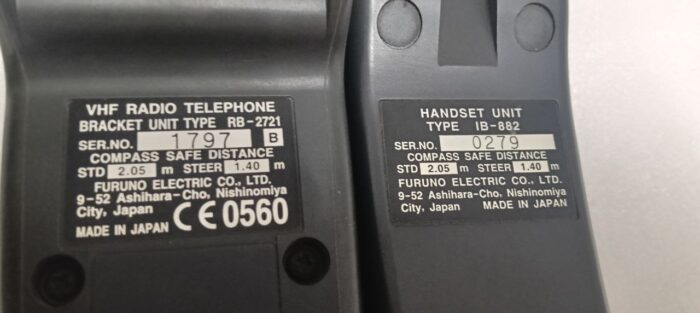 VHF RADIO TELEPHONE
BRACKET UNIT TYPE RB-2721
SER.NO. 1797 B
COMPASS SAFE DISTANCE
STD 2.05 m STEER 1.40 m
FURUNO ELECTRIC CO., LTD.
9-52 Ashihara-Cho, Nishinomiya
City, Japan
MADE IN JAPAN CE0560
HANDSET UNIT
TYPE IB-882
SER.NO. 0279
COMPASS SAFE DISTANCE
STD 2.05 m STEER 1.40 m
FURUNO ELECTRIC CO., LTD.
9-52 Ashihara-Cho, Nishinomiya
City, Japan MADE IN JAPAN